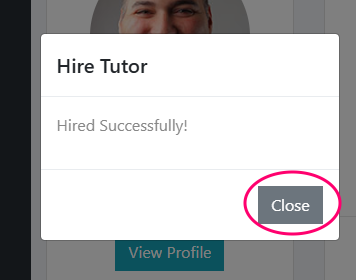 Hire Tutor
Hired Successfully!
Close
View Profile